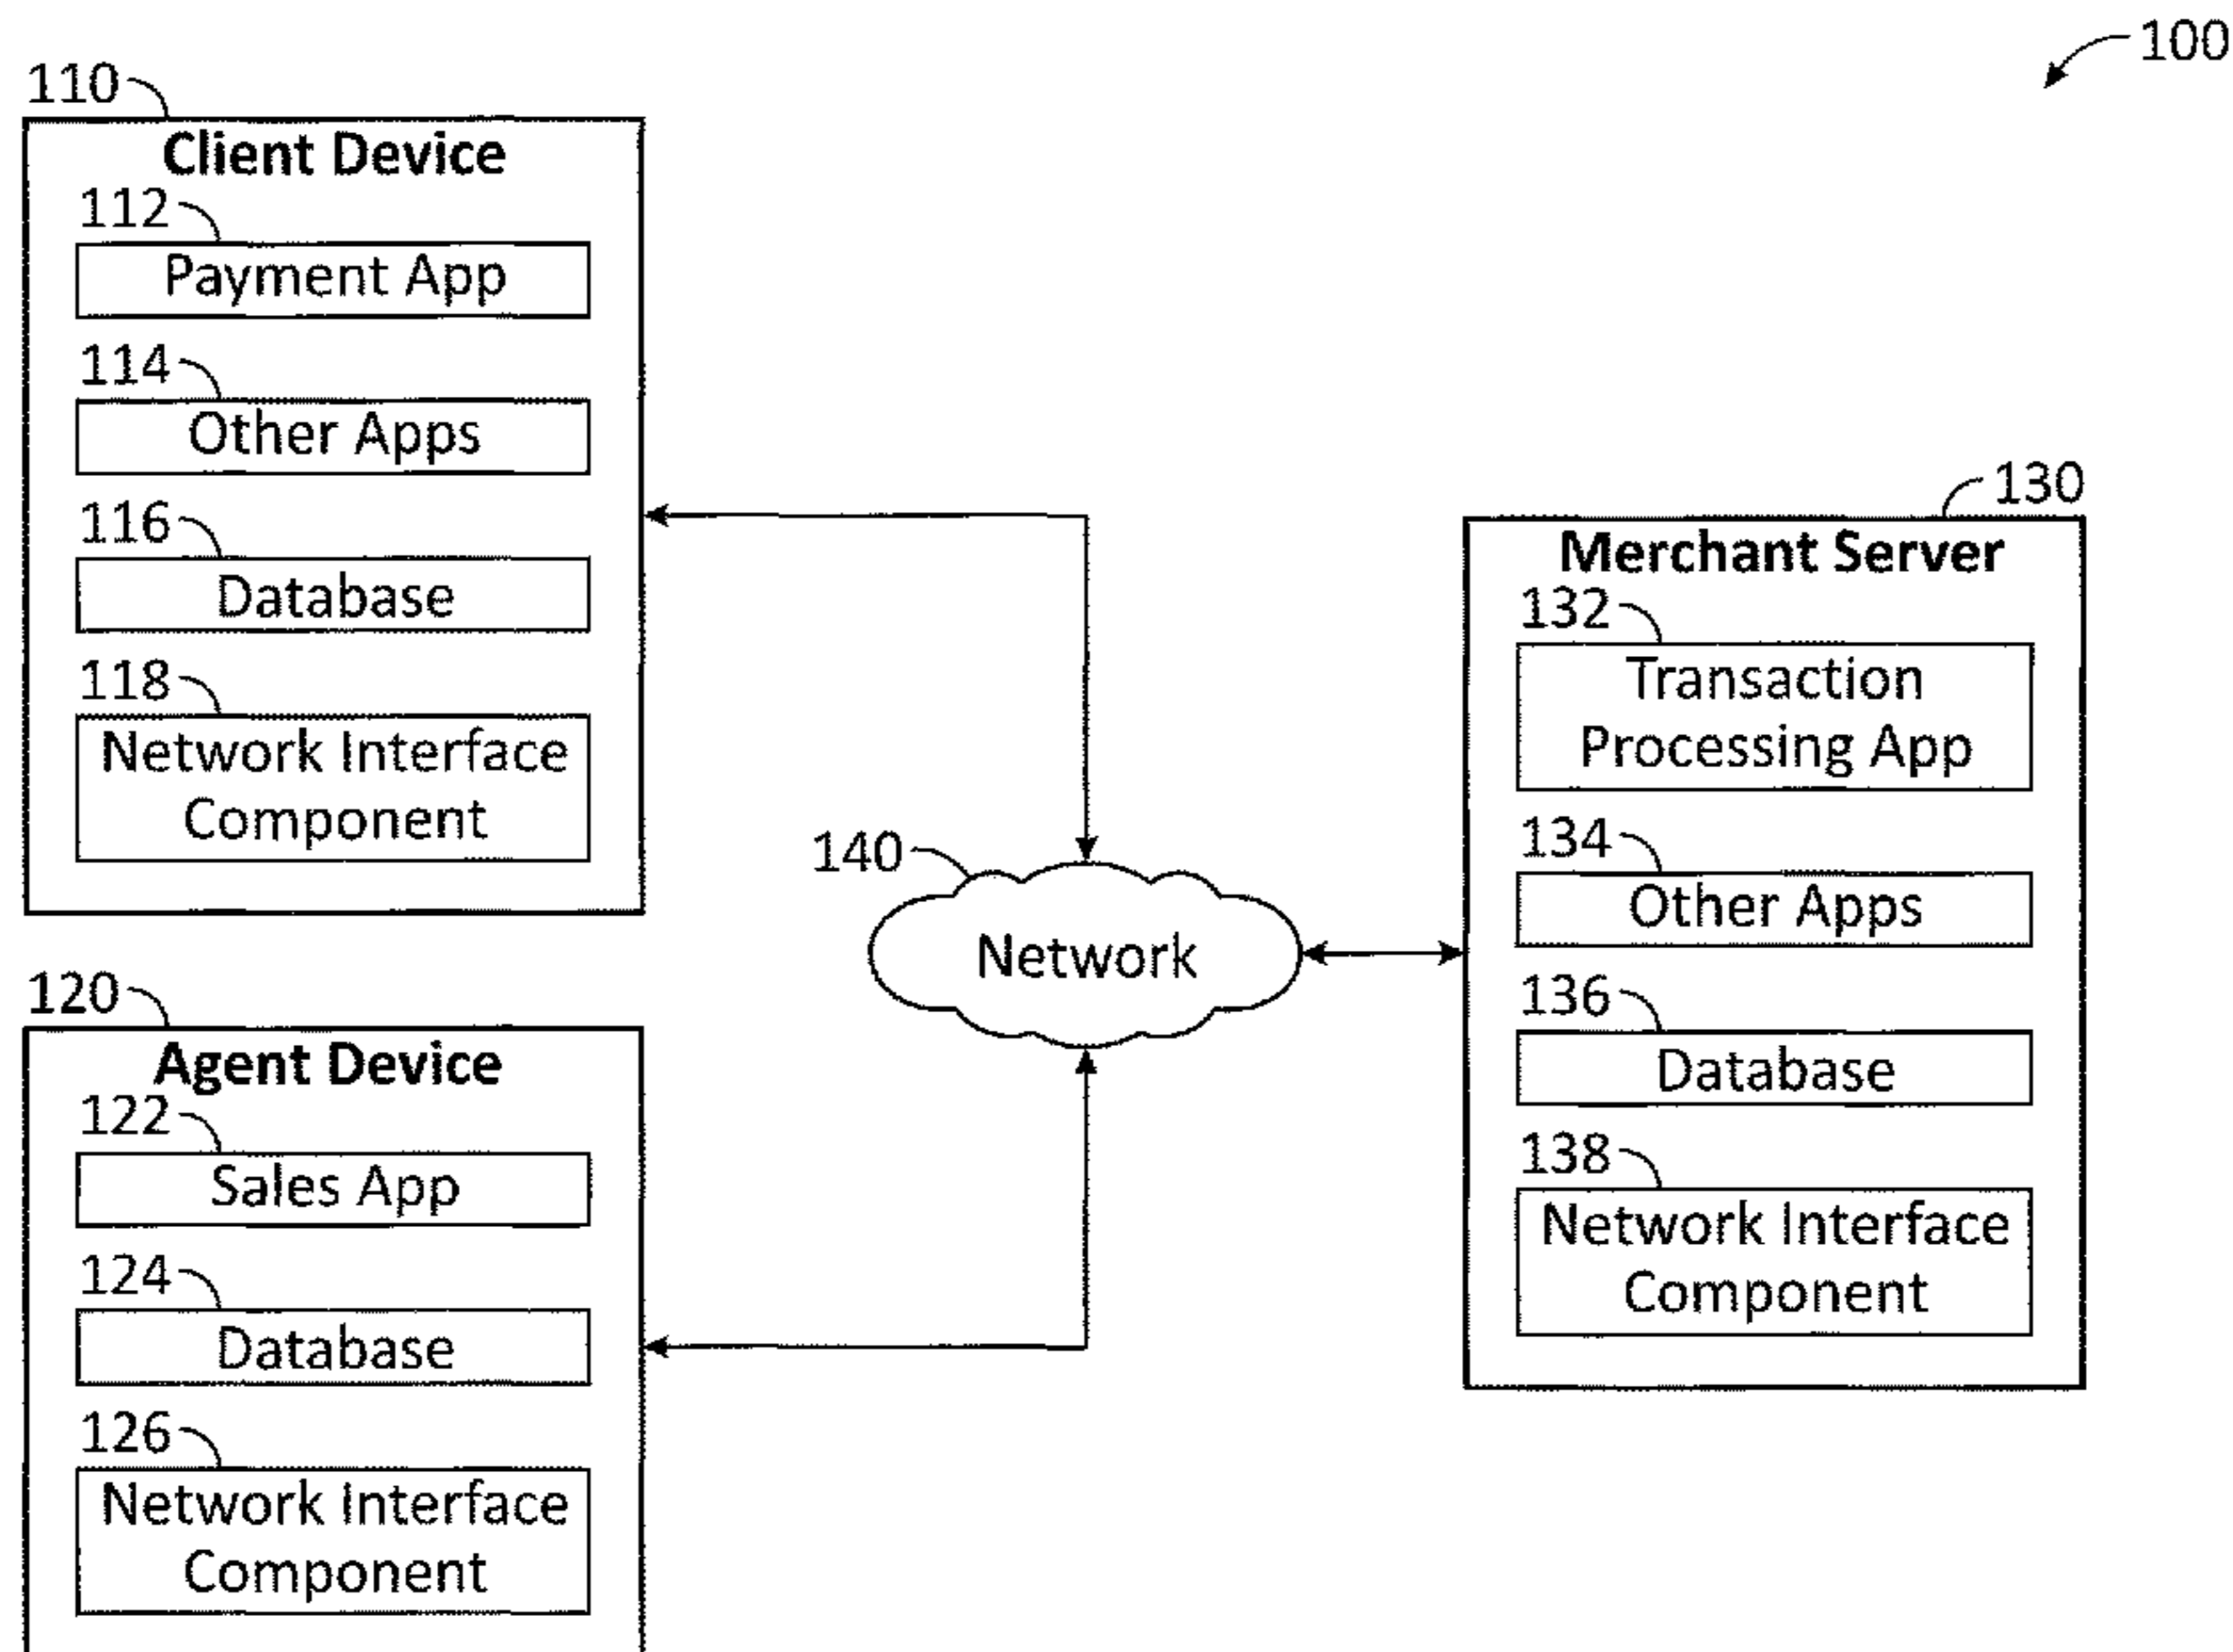 100
110
Client Device
112
Payment App
114
Other Apps
116
Database
118
Network Interface
Component
120
Agent Device
122
Sales App
124
Database
126
Network Interface
Component
140
Network
130
Merchant Server
132
Transaction
Processing App
134
Other Apps
136
Database
138
Network Interface
Component